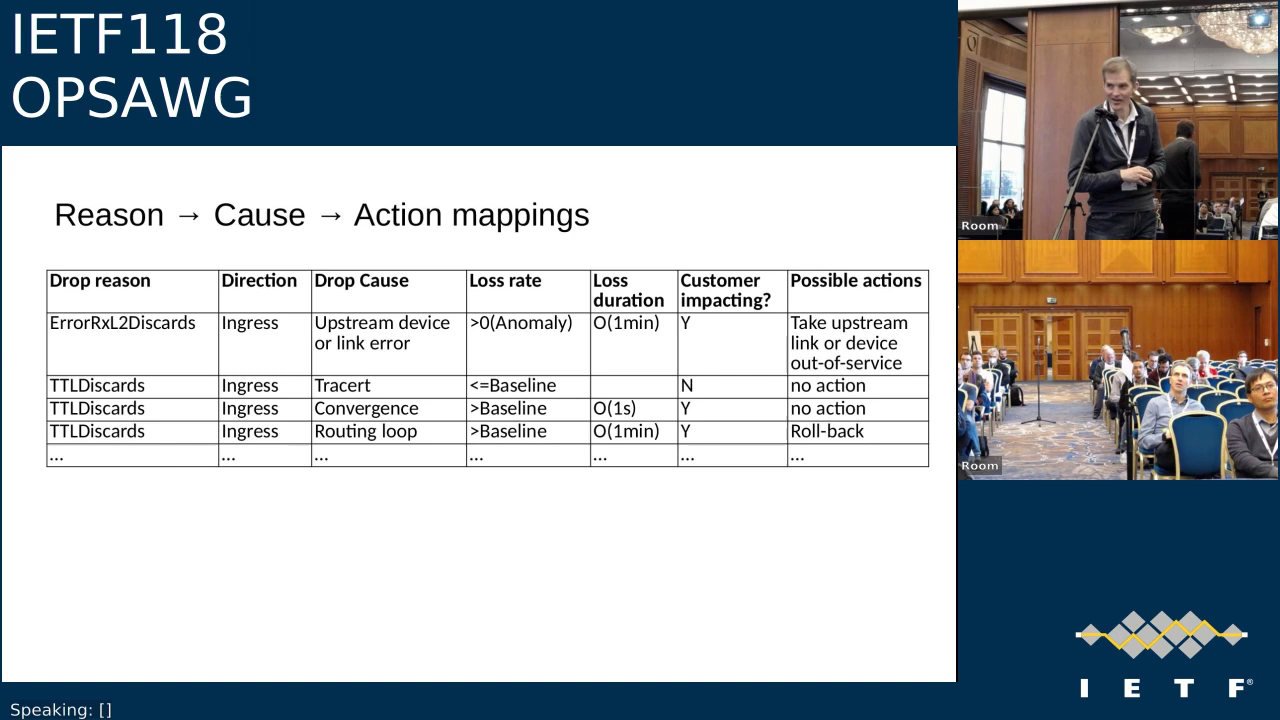 IETF118
OPSAWG
Reason → Cause → Action mappings
Drop reason Direction Drop Cause Loss rate Loss duration Customer impacting? Possible actions
ErrorRxL2Discards Ingress Upstream device or link error >0(Anomaly) O(1min) Y Take upstream link or device out-of-service
TTLDiscards Ingress Tracert <=Baseline N no action
TTLDiscards Ingress Convergence >Baseline O(1s) Y no action
TTLDiscards Ingress Routing loop >Baseline O(1min) Y Roll-back
... ... ... ... ... ... ...
Room
Room
I E T F®
Speaking: []